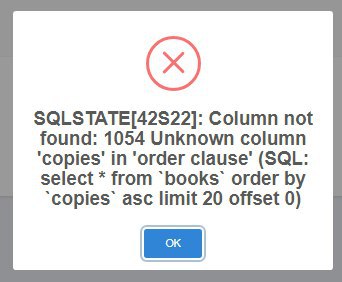 SQLSTATE[42S22]: Column not
found: 1054 Unknown column
'copies' in 'order clause' (SQL:
select * from `books` order by
`copies` asc limit 20 offset 0)
OK